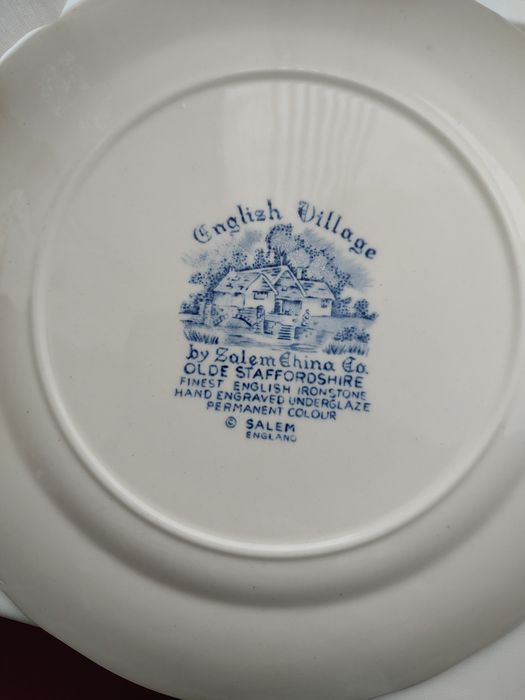 English Village
by Salem China Co.
OLDE STAFFORDSHIRE
FINEST ENGLISH IRONSTONE
HAND ENGRAVED UNDERGLAZE
PERMANENT COLOUR
© SALEM
ENGLAND